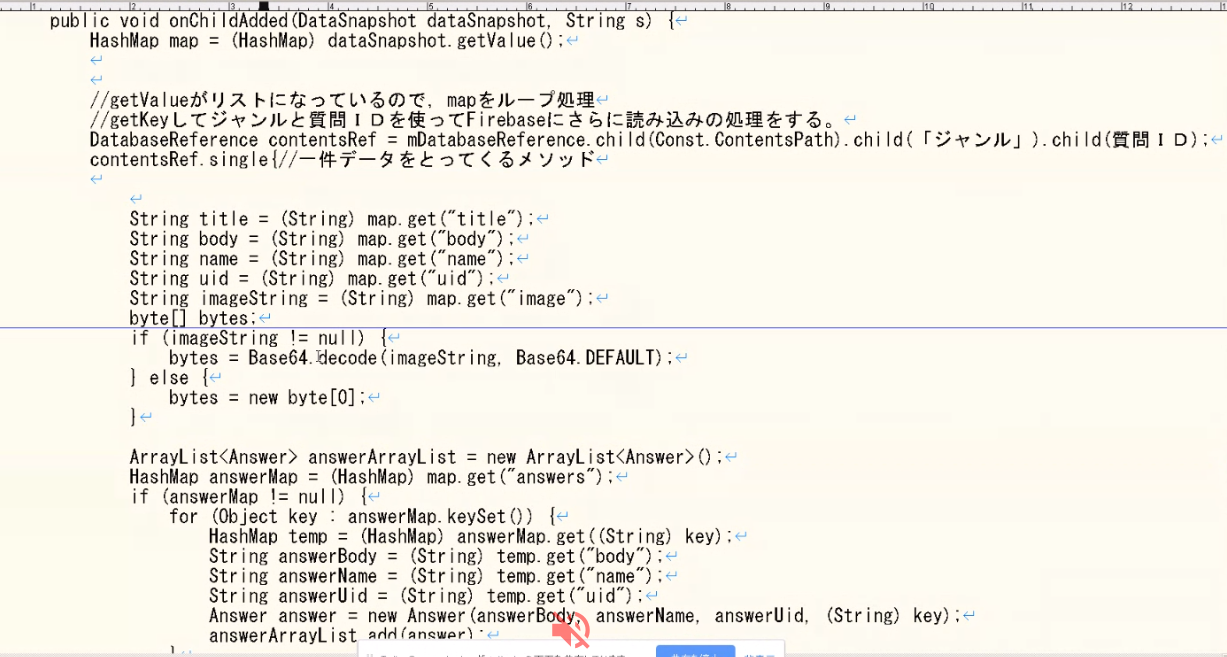 public void onChildAdded(DataSnapshot dataSnapshot, String s) {↵
HashMap map = (HashMap) dataSnapshot.getValue();↵
↵
↵
//getValueがリストになっているので, mapをループ処理↵
//getKeyしてジャンルと質問ＩＤを使ってFirebaseにさらに読み込みの処理をする。↵
DatabaseReference contentsRef = mDatabaseReference.child(Const.ContentsPath).child(「ジャンル」).child(質問ＩＤ);↵
contentsRef.single{//一件データをとってくるメソッド↵
↵
↵
String title = (String) map.get("title");↵
String body = (String) map.get("body");↵
String name = (String) map.get("name");↵
String uid = (String) map.get("uid");↵
String imageString = (String) map.get("image");↵
byte[] bytes;↵
if (imageString != null) {↵
bytes = Base64.decode(imageString, Base64.DEFAULT);↵
} else {↵
bytes = new byte[0];↵
}↵
ArrayList<Answer> answerArrayList = new ArrayList<Answer>();↵
HashMap answerMap = (HashMap) map.get("answers");↵
if (answerMap != null) {↵
for (Object key : answerMap.keySet()) {↵
HashMap temp = (HashMap) answerMap.get((String) key);↵
String answerBody = (String) temp.get("body");↵
String answerName = (String) temp.get("name");↵
String answerUid = (String) temp.get("uid");↵
Answer answer = new Answer(answerBody, answerName, answerUid, (String) key);↵
answerArrayList.add(answer);↵